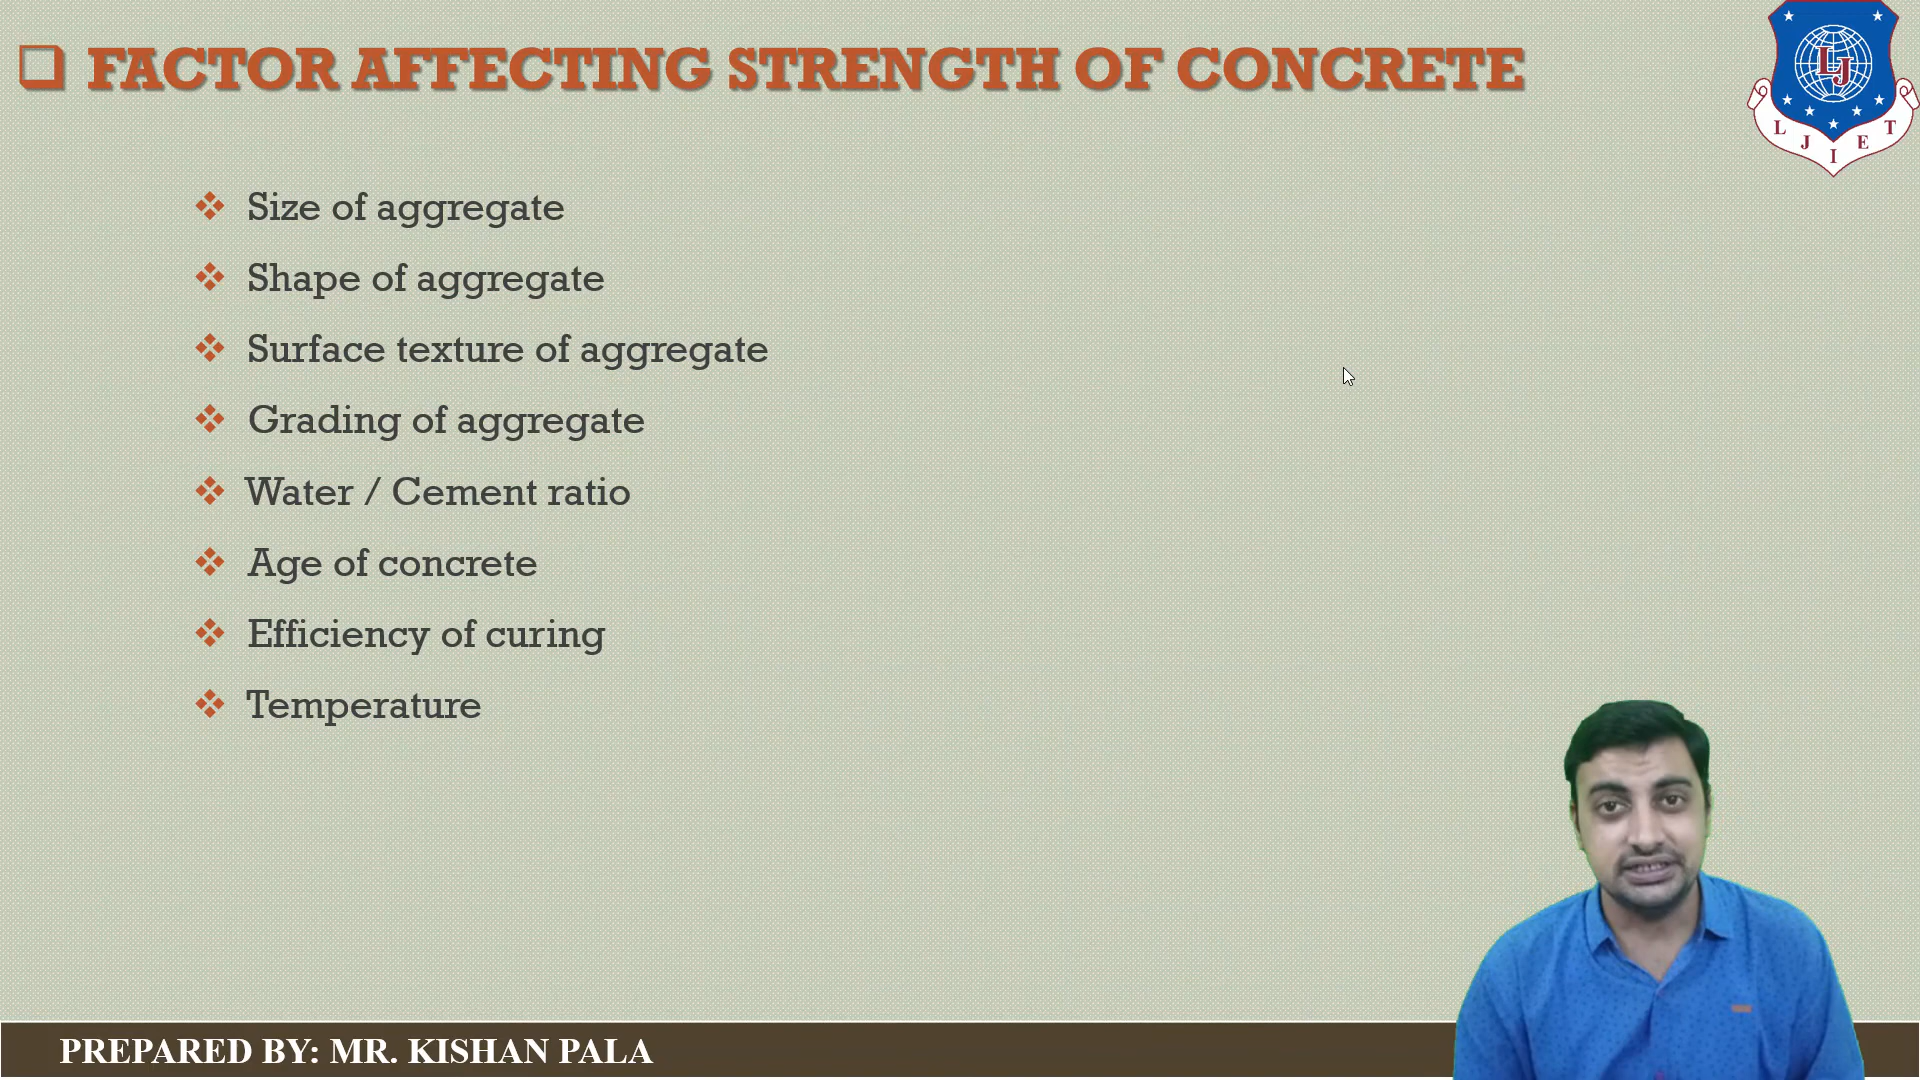 FACTOR AFFECTING STRENGTH OF CONCRETE
LJ
L J I E T
Size of aggregate
Shape of aggregate
Surface texture of aggregate
Grading of aggregate
Water / Cement ratio
Age of concrete
Efficiency of curing
Temperature
PREPARED BY: MR. KISHAN PALA